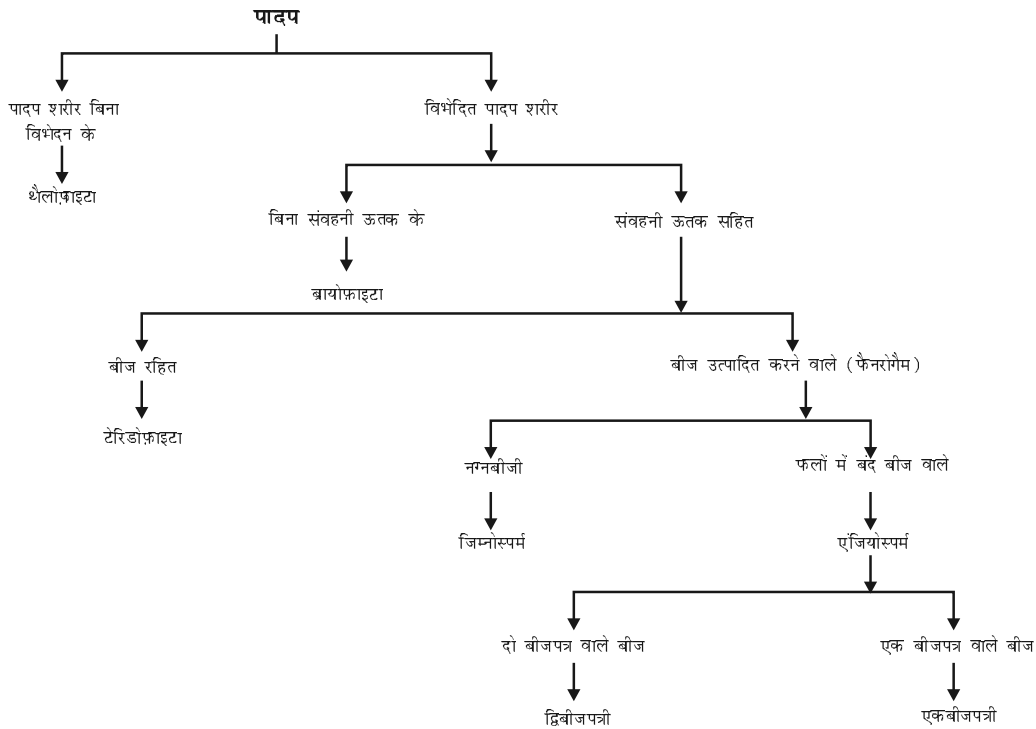 पादप
पादप शरीर बिना
विभेदन के
विभेदित पादप शरीर
थैलोफ़ाइटा
बिना संवहनी ऊतक के
संवहनी ऊतक सहित
ब्रायोफ़ाइटा
बीज रहित
बीज उत्पादित करने वाले (फैनरोगैम)
टेरिडोफ़ाइटा
नग्नबीजी
फलों में बंद बीज वाले
जिम्नोस्पर्म
एंजियोस्पर्म
दो बीजपत्र वाले बीज
एक बीजपत्र वाले बीज
द्विबीजपत्री
एकबीजपत्री